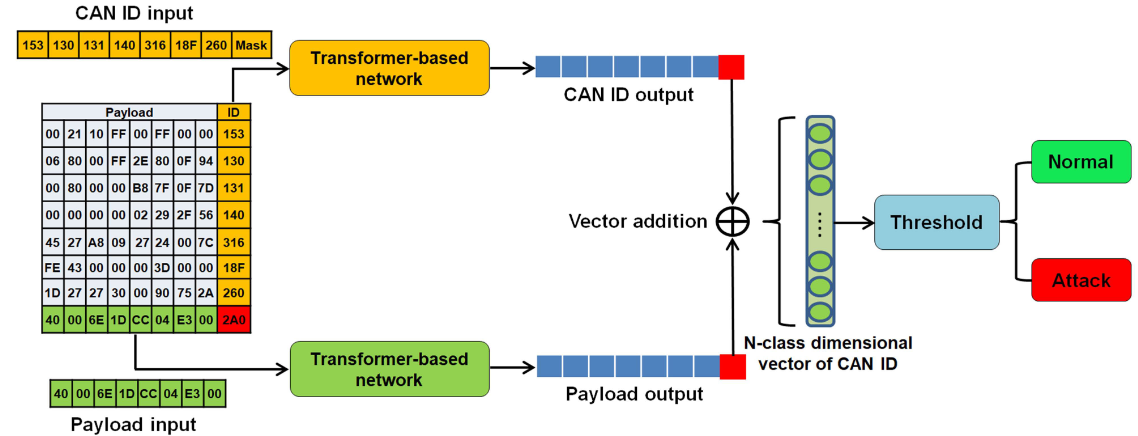 CAN ID input
153 130 131 140 316 18F 260 Mask
Transformer-based
network
CAN ID output
Payload ID
00 21 10 FF 00 FF 00 00 153
06 80 00 FF 2E 80 0F 94 130
00 80 00 00 B8 7F 0F 7D 131
00 00 00 00 02 29 2F 56 140
45 27 A8 09 27 24 00 7C 316
FE 43 00 00 00 3D 00 00 18F
1D 27 27 30 00 90 75 2A 260
40 00 6E 1D CC 04 E3 00 2A0
Vector addition
Threshold
Normal
Attack
N-class dimensional
vector of CAN ID
Transformer-based
network
Payload output
40 00 6E 1D CC 04 E3 00
Payload input